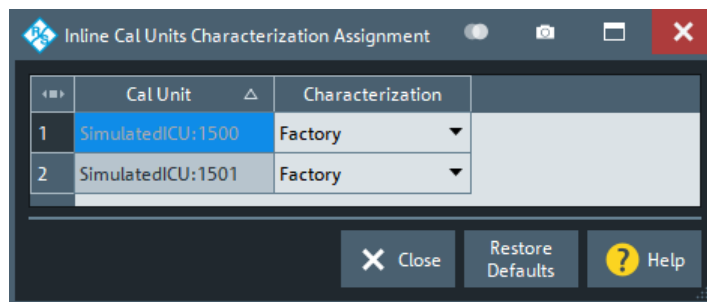 Inline Cal Units Characterization Assignment
Cal Unit Characterization
1 SimulatedICU:1500 Factory
2 SimulatedICU:1501 Factory
Close
Restore
Defaults
? Help